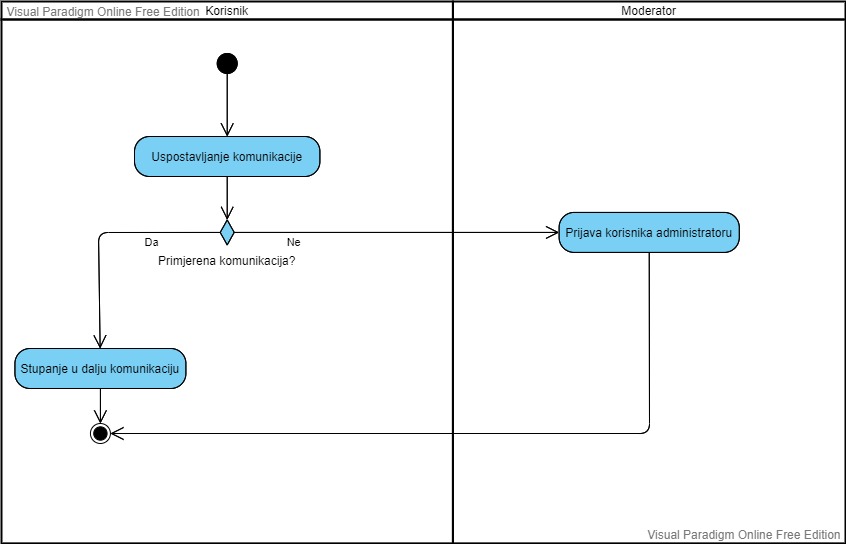 Visual Paradigm Online Free Edition
Korisnik
Moderator
Uspostavljanje komunikacije
Da
Ne
Primjerena komunikacija?
Prijava korisnika administratoru
Stupanje u dalju komunikaciju
Visual Paradigm Online Free Edition